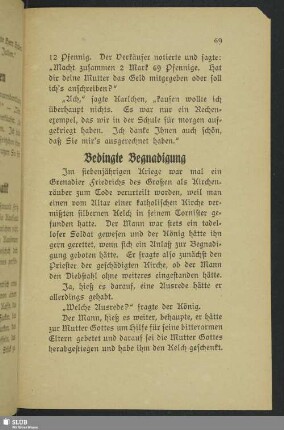 69
12 Pfennig. Der Verkäufer notierte und sagte:
„Macht zusammen 2 Mark 49 Pfennige. Hat
dir deine Mutter das Geld mitgegeben oder soll
ich's anschreiben?“
„Ach,“ sagte Karlchen, „kaufen wollte ich
überhaupt nichts. Es war nur ein Rechen-
exempel, das wir in der Schule für morgen auf-
gekriegt haben. Ich danke Ihnen auch schön,
daß Sie mir's ausgerechnet haben.“
Bedingte Begnadigung
Im siebenjährigen Kriege war mal ein
Grenadier Friedrichs des Großen als Kirchen-
räuber zum Tode verurteilt worden, weil man
einen vom Altar einer katholischen Kirche ver-
mißten silbernen Kelch in seinem Tornister ge-
funden hatte. Der Mann war stets ein tadel-
loser Soldat gewesen und der König hätte ihn
gern gerettet, wenn sich ein Anlaß zur Begnadi-
gung geboten hätte. Er fragte also zunächst den
Priester der geschädigten Kirche, ob der Mann
den Diebstahl ohne weiteres eingestanden hätte.
Ja, hieß es darauf, eine Ausrede hätte er
allerdings gehabt.
„Welche Ausrede?“ fragte der König.
Der Mann, hieß es weiter, behaupte, er hätte
zur Mutter Gottes um Hilfe für seine bitterarmen
Eltern gebetet und darauf sei die Mutter Gottes
herabgestiegen und habe ihm den Kelch geschenkt.
SLUB